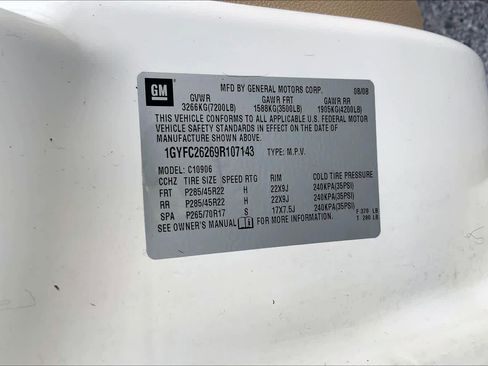 MFD BY GENERAL MOTORS CORP. 08/08
GM GVWR GAWR FRT GAWR RR
3266KG(7200LB) 1588KG(3500LB) 1905KG(4200LB)
THIS VEHICLE CONFORMS TO ALL APPLICABLE U.S. FEDERAL MOTOR
VEHICLE SAFETY STANDARDS IN EFFECT ON THE DATE OF
MANUFACTURE SHOWN ABOVE.
1GYFC26269R107143 TYPE: M.P.V.
MODEL: C10906
CCHZ TIRE SIZE SPEED RTG RIM COLD TIRE PRESSURE
FRT P285/45R22 H 22X9J 240KPA(35PSI)
RR P285/45R22 H 22X9J 240KPA(35PSI)
SPA P265/70R17 S 17X7.5J 240KPA(35PSI)
SEE OWNER'S MANUAL FOR MORE INFORMATION. F:370 LB
T 280 LB